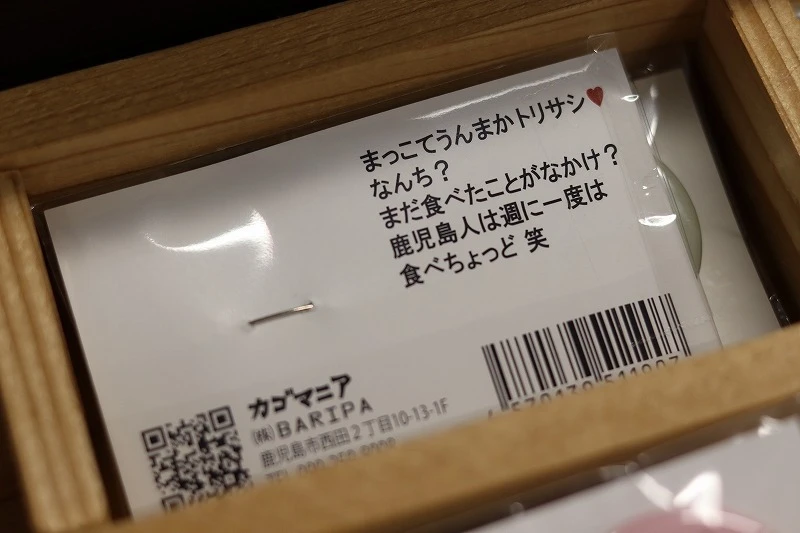 まっこてうんまかトリサシ♥
なんち?
まだ食べたことがなかけ?
鹿児島人は週に一度は
食べちょっど 笑
カゴマニア
㈱BARIPA
鹿児島市西田2丁目10-13-1F